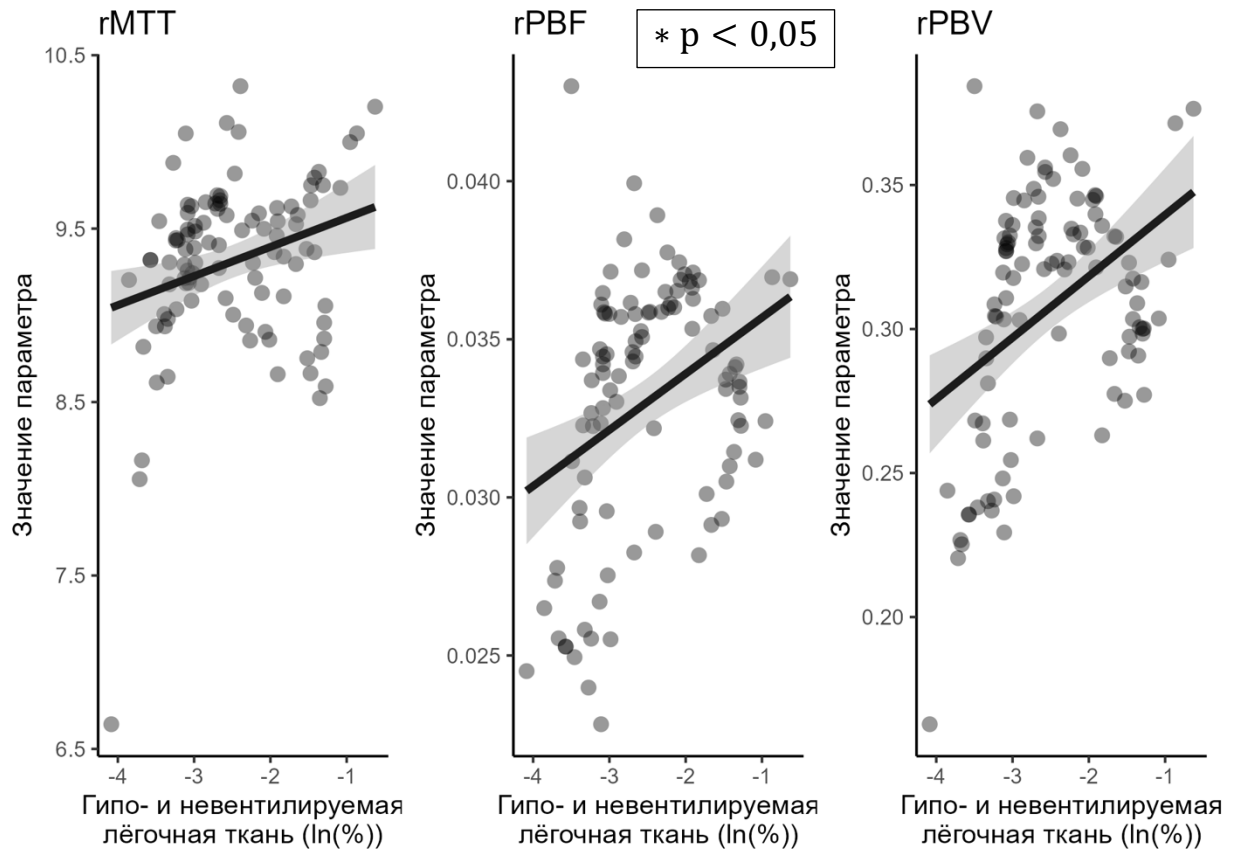 rMTT
rPBF
* p < 0,05
rPBV
10.5
9.5
8.5
7.5
6.5
Значение параметра
-4
-3
-2
-1
Гипо- и невентилируемая
лёгочная ткань (ln(%))
0.040
0.035
0.030
0.025
Значение параметра
-4
-3
-2
-1
Гипо- и невентилируемая
лёгочная ткань (ln(%))
0.35
0.30
0.25
0.20
Значение параметра
-4
-3
-2
-1
Гипо- и невентилируемая
лёгочная ткань (ln(%))